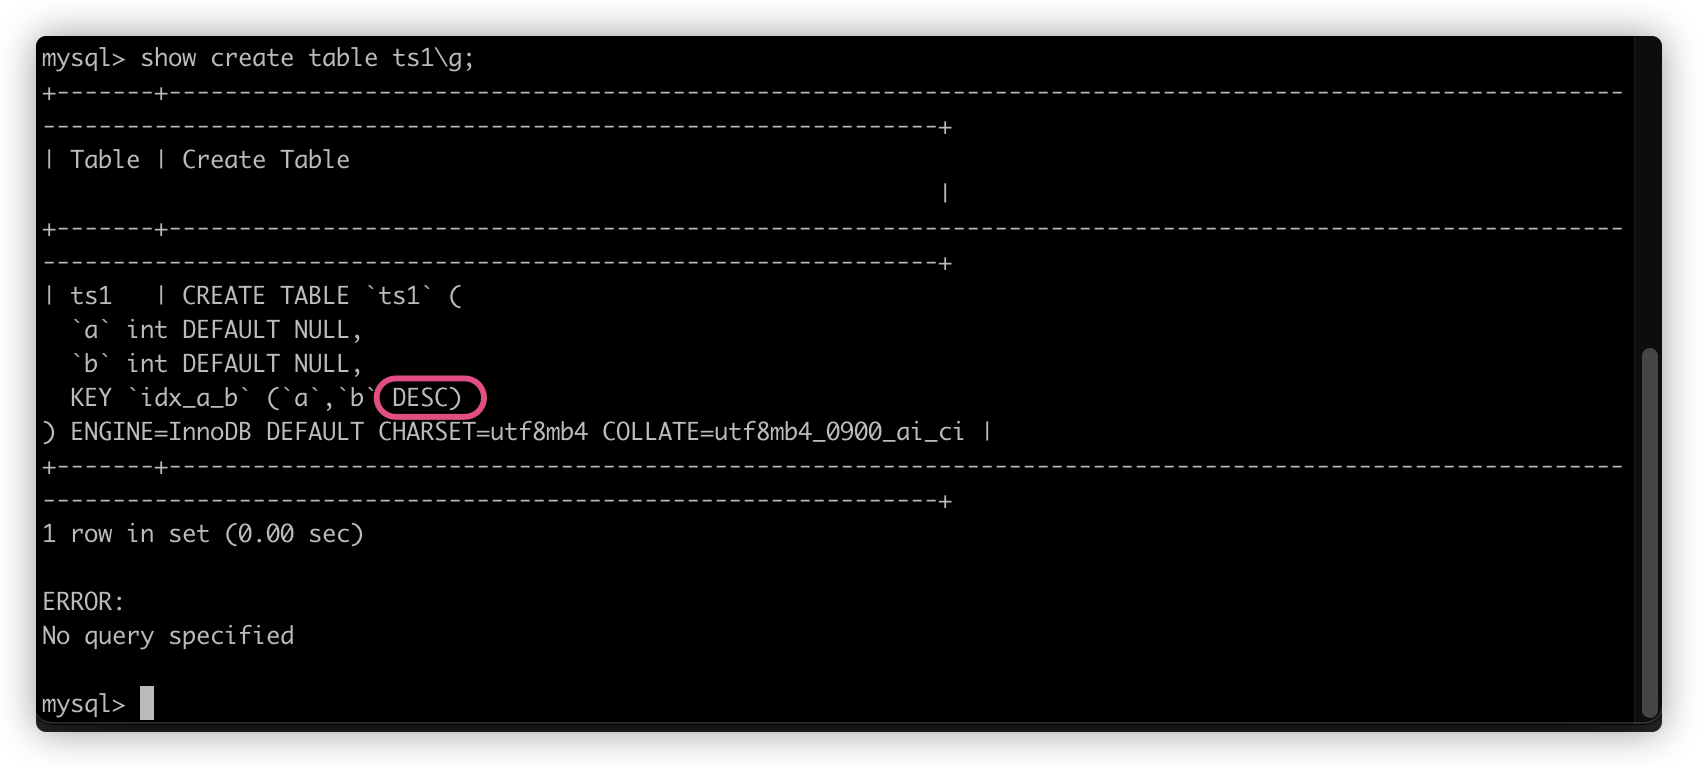 mysql> show create table ts1\g;
+-------+--------------------------------------------------------------------------------------------------------
----------------------------------------------------------------+
| Table | Create Table
|
+-------+--------------------------------------------------------------------------------------------------------
----------------------------------------------------------------+
| ts1   | CREATE TABLE `ts1` (
  `a` int DEFAULT NULL,
  `b` int DEFAULT NULL,
  KEY `idx_a_b` (`a`,`b` DESC)
) ENGINE=InnoDB DEFAULT CHARSET=utf8mb4 COLLATE=utf8mb4_0900_ai_ci |
+-------+--------------------------------------------------------------------------------------------------------
----------------------------------------------------------------+
1 row in set (0.00 sec)
ERROR:
No query specified
mysql>